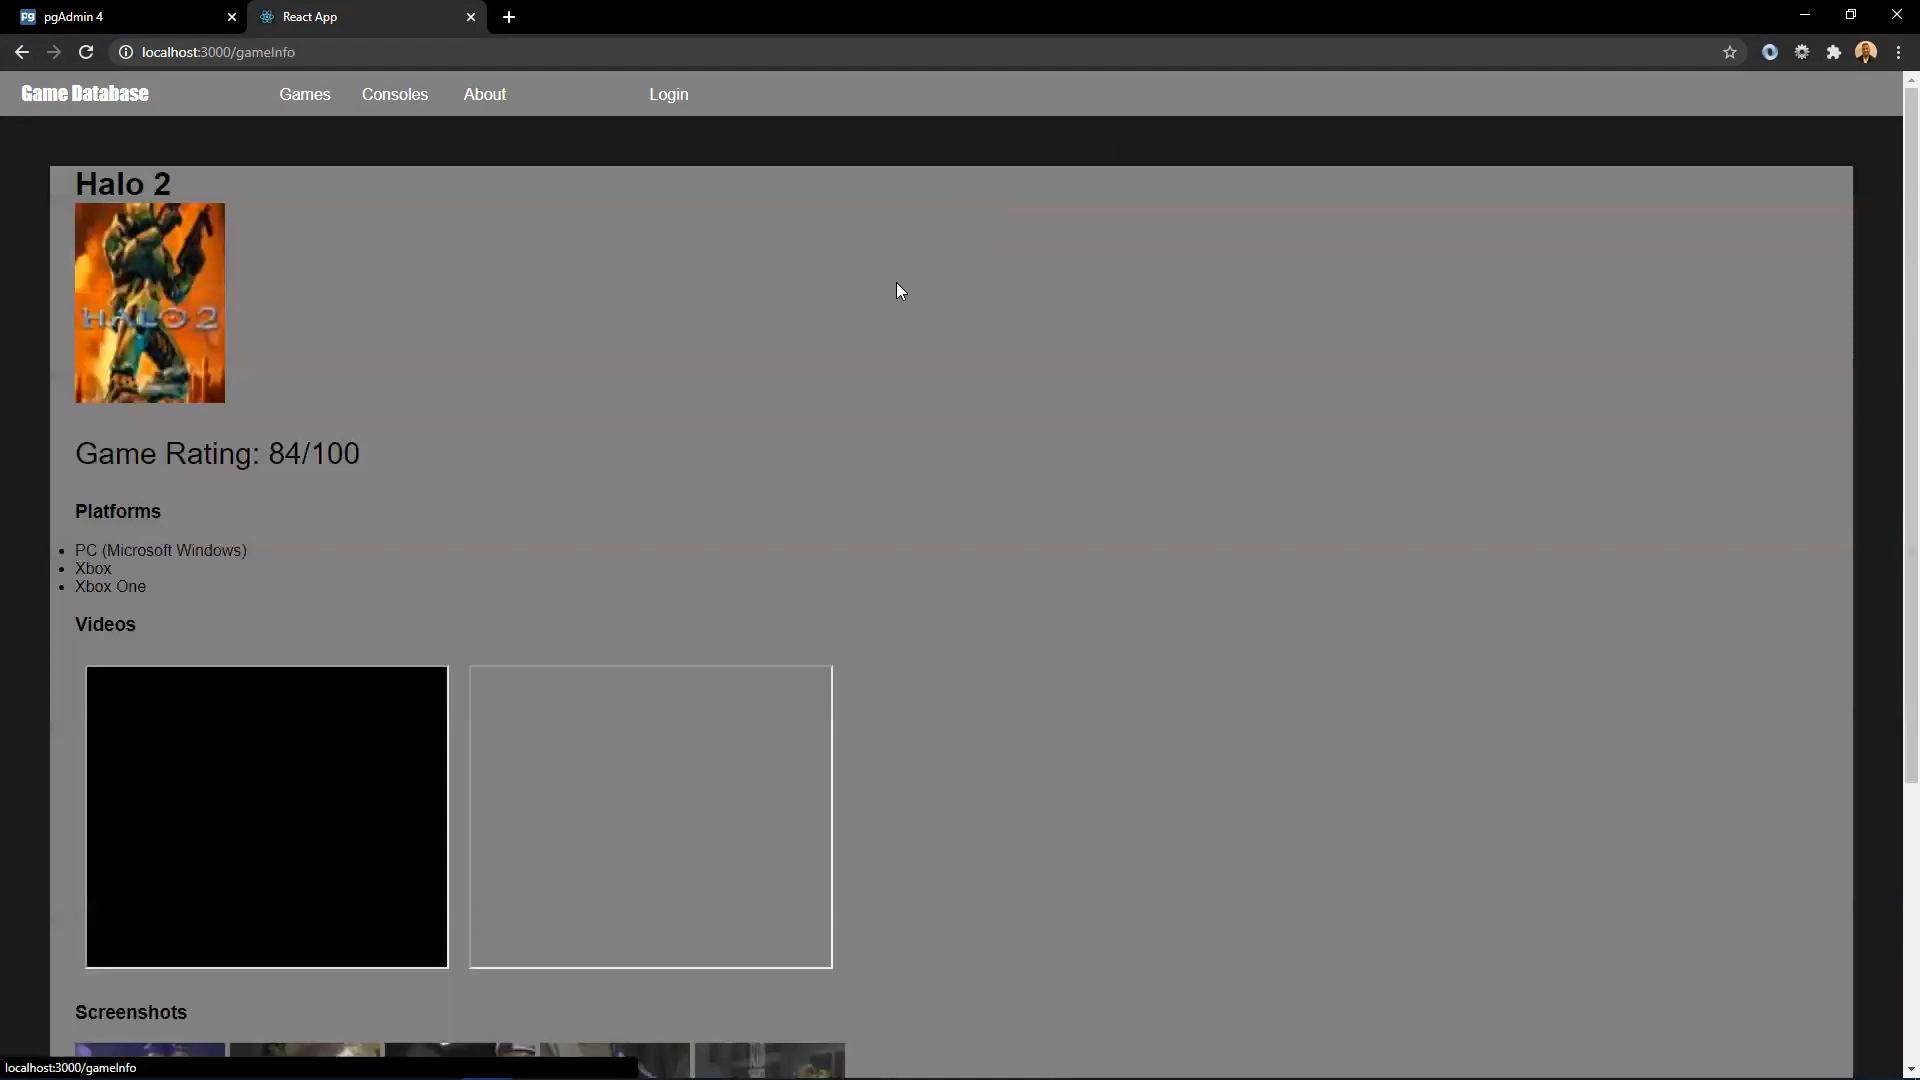 pgAdmin 4
React App
localhost:3000/gameInfo
Game Database Games Consoles About Login
Halo 2
HALO 2
Game Rating: 84/100
Platforms
PC (Microsoft Windows)
Xbox
Xbox One
Videos
Screenshots
localhost:3000/gameInfo